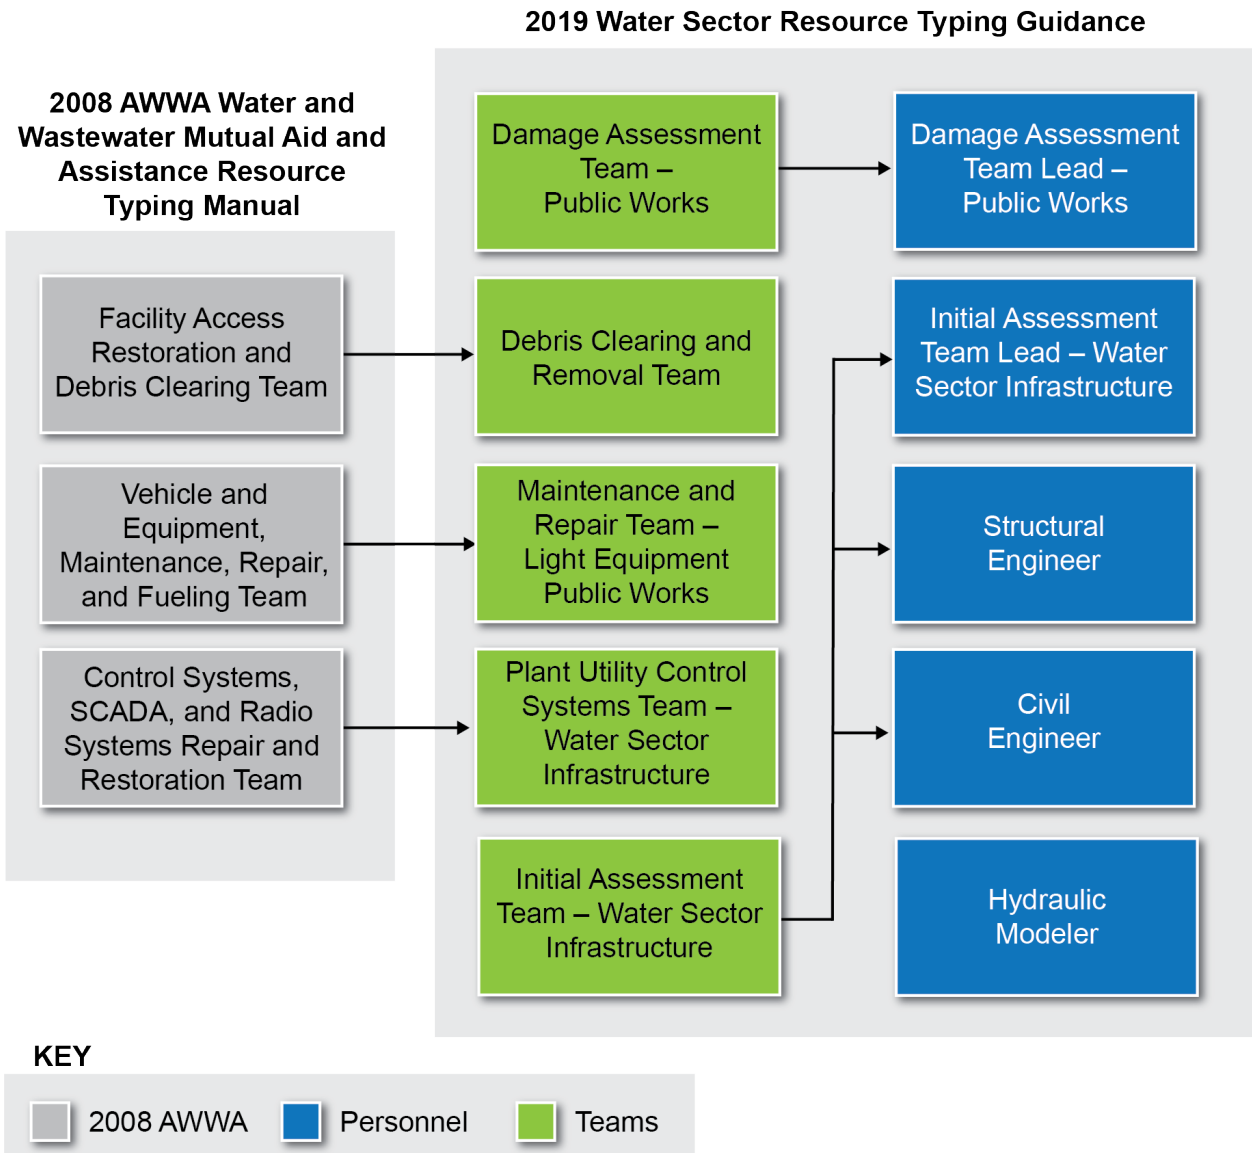 2019 Water Sector Resource Typing Guidance
2008 AWWA Water and
Wastewater Mutual Aid and
Assistance Resource
Typing Manual
Facility Access
Restoration and
Debris Clearing Team
Vehicle and
Equipment,
Maintenance, Repair,
and Fueling Team
Control Systems,
SCADA, and Radio
Systems Repair and
Restoration Team
Damage Assessment
Team –
Public Works
Debris Clearing and
Removal Team
Maintenance and
Repair Team –
Light Equipment
Public Works
Plant Utility Control
Systems Team –
Water Sector
Infrastructure
Initial Assessment
Team – Water Sector
Infrastructure
Damage Assessment
Team Lead –
Public Works
Initial Assessment
Team Lead – Water
Sector Infrastructure
Structural
Engineer
Civil
Engineer
Hydraulic
Modeler
KEY
2008 AWWA
Personnel
Teams